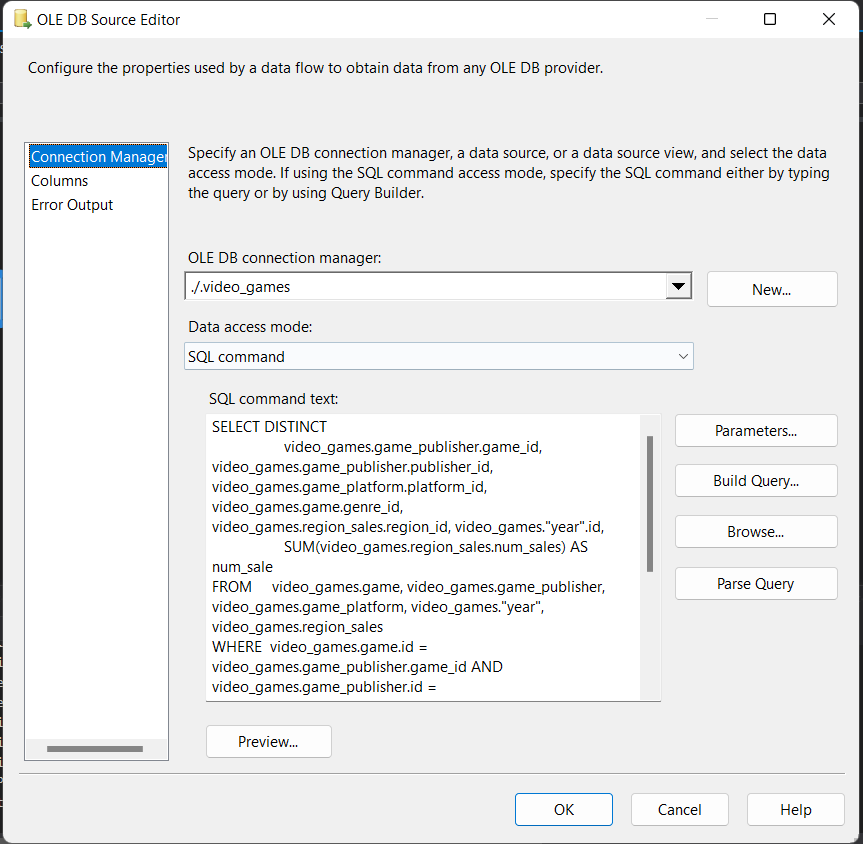 OLE DB Source Editor
Configure the properties used by a data flow to obtain data from any OLE DB provider.
Connection Manager
Columns
Error Output
Specify an OLE DB connection manager, a data source, or a data source view, and select the data
access mode. If using the SQL command access mode, specify the SQL command either by typing
the query or by using Query Builder.
OLE DB connection manager:
./.video_games
New...
Data access mode:
SQL command
SQL command text:
SELECT DISTINCT
video_games.game_publisher.game_id,
video_games.game_publisher.publisher_id,
video_games.game_platform.platform_id,
video_games.game.genre_id,
video_games.region_sales.region_id, video_games."year".id,
SUM(video_games.region_sales.num_sales) AS
num_sale
FROM video_games.game, video_games.game_publisher,
video_games.game_platform, video_games."year",
video_games.region_sales
WHERE video_games.game.id =
video_games.game_publisher.game_id AND
video_games.game_publisher.id =
Parameters...
Build Query...
Browse...
Parse Query
Preview...
OK
Cancel
Help